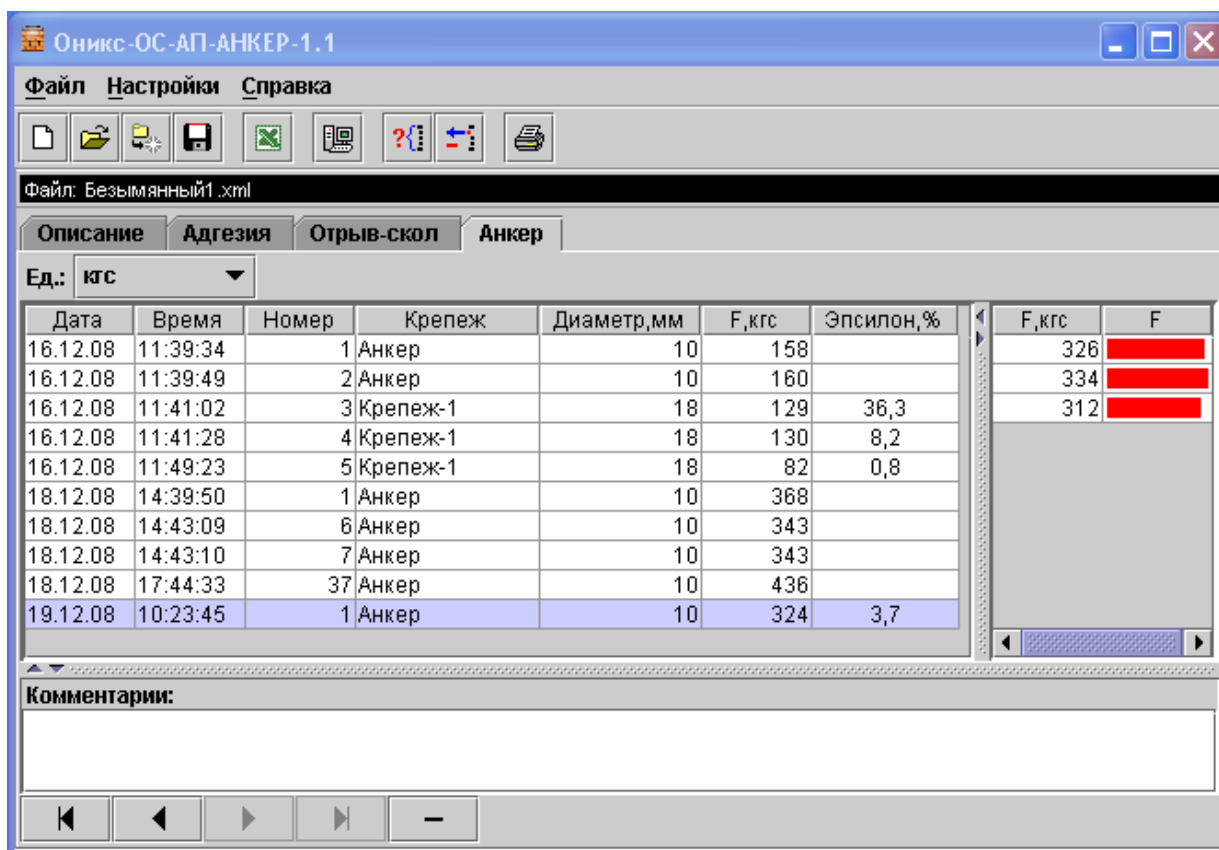 Оникс-ОС-АП-АНКЕР-1.1
Файл Настройки Справка
Файл: Безымянный1.xml
Описание Адгезия Отрыв-скол Анкер
Ед.: кгс
Дата Время Номер Крепеж Диаметр,мм F,кгс Эпсилон,% F,кгс F
16.12.08 11:39:34 1 Анкер 10 158 326
16.12.08 11:39:49 2 Анкер 10 160 334
16.12.08 11:41:02 3 Крепеж-1 18 129 36,3 312
16.12.08 11:41:28 4 Крепеж-1 18 130 8,2
16.12.08 11:49:23 5 Крепеж-1 18 82 0,8
18.12.08 14:39:50 1 Анкер 10 368
18.12.08 14:43:09 6 Анкер 10 343
18.12.08 14:43:10 7 Анкер 10 343
18.12.08 17:44:33 37 Анкер 10 436
19.12.08 10:23:45 1 Анкер 10 324 3,7
Комментарии: